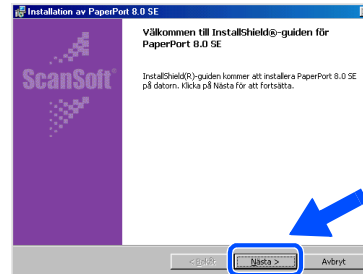 Installation av PaperPort 8.0 SE
Välkommen till InstallShield®-guiden för
PaperPort 8.0 SE
ScanSoft®
InstallShield(R)-guiden kommer att installera PaperPort 8.0 SE
på datorn. Klicka på Nästa för att fortsätta.
Nästa > Avbryt